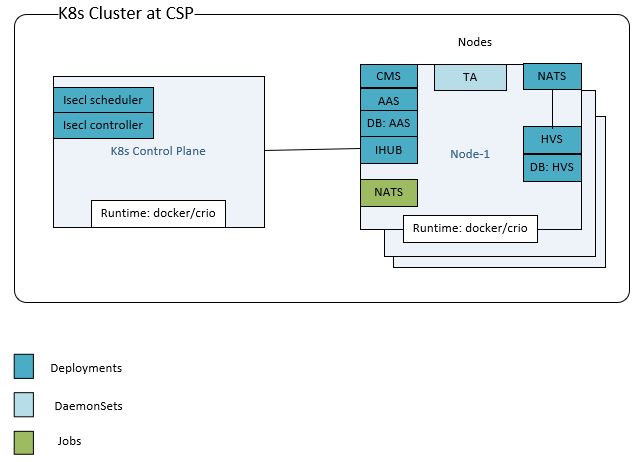 K8s Cluster at CSP
Nodes
Isecl scheduler
Isecl controller
K8s Control Plane
Runtime: docker/crio
CMS
AAS
DB: AAS
IHUB
NATS
TA
Node-1
NATS
HVS
DB: HVS
Runtime: docker/crio
Deployments
DaemonSets
Jobs